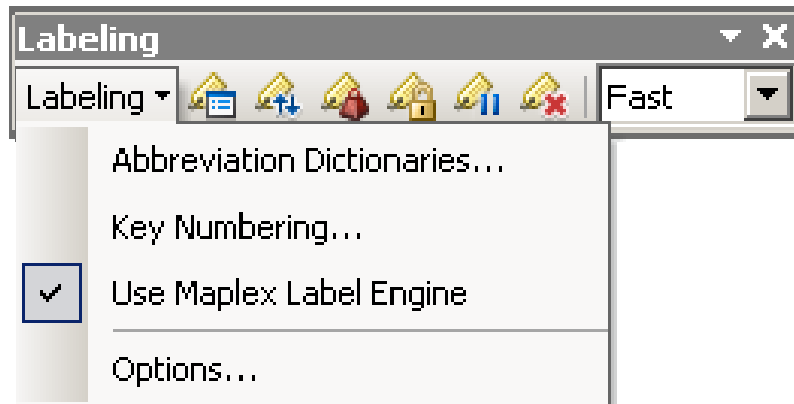 Labeling
Labeling Fast
Abbreviation Dictionaries...
Key Numbering...
Use Maplex Label Engine
Options...